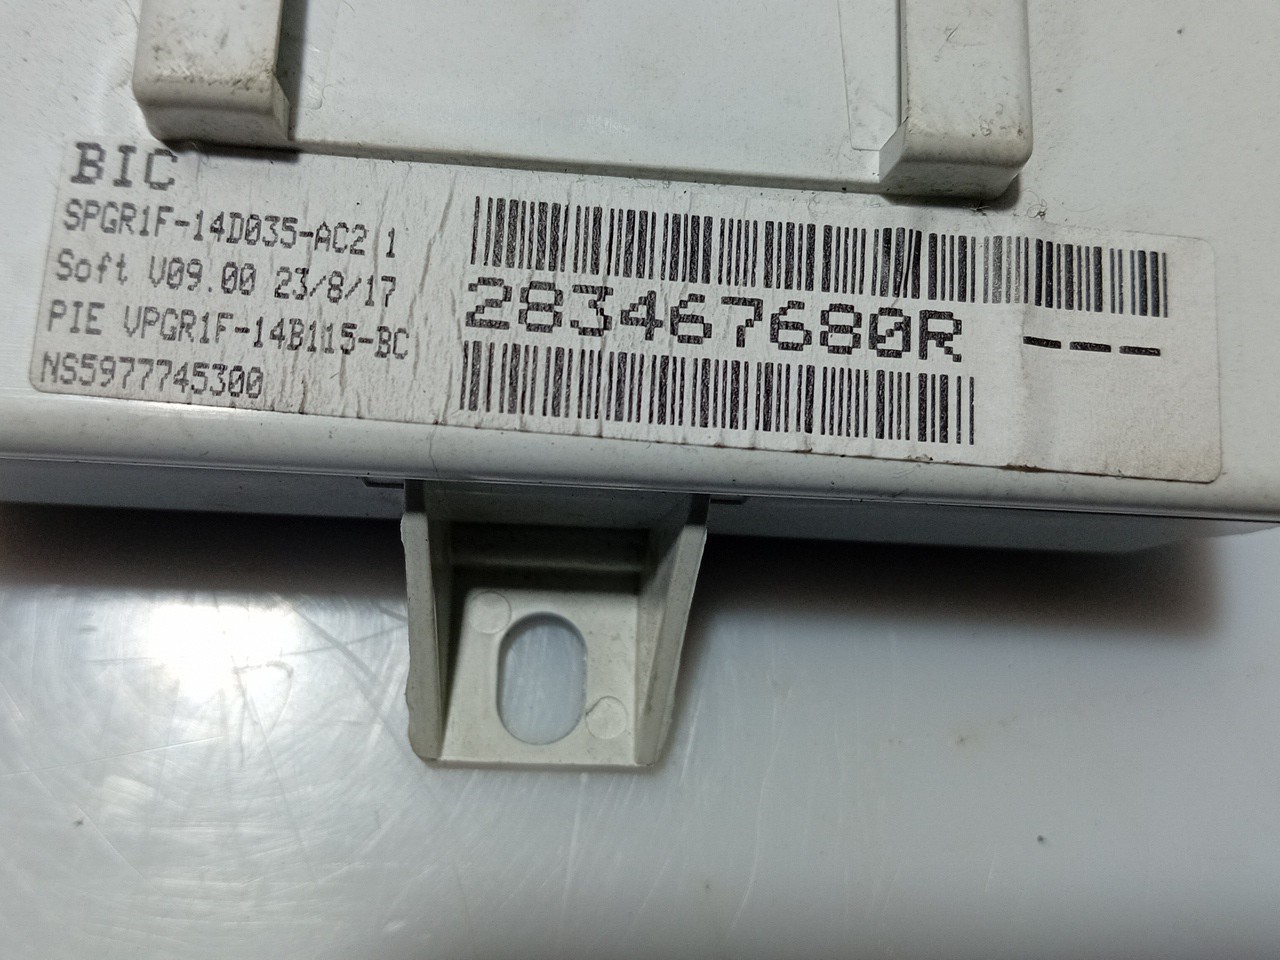 BIC
SPGR1F-14D035-AC2 1
Soft V09.00 23/8/17
PIE VPGR1F-14B115-BC
NS5977745300
283467680R ---